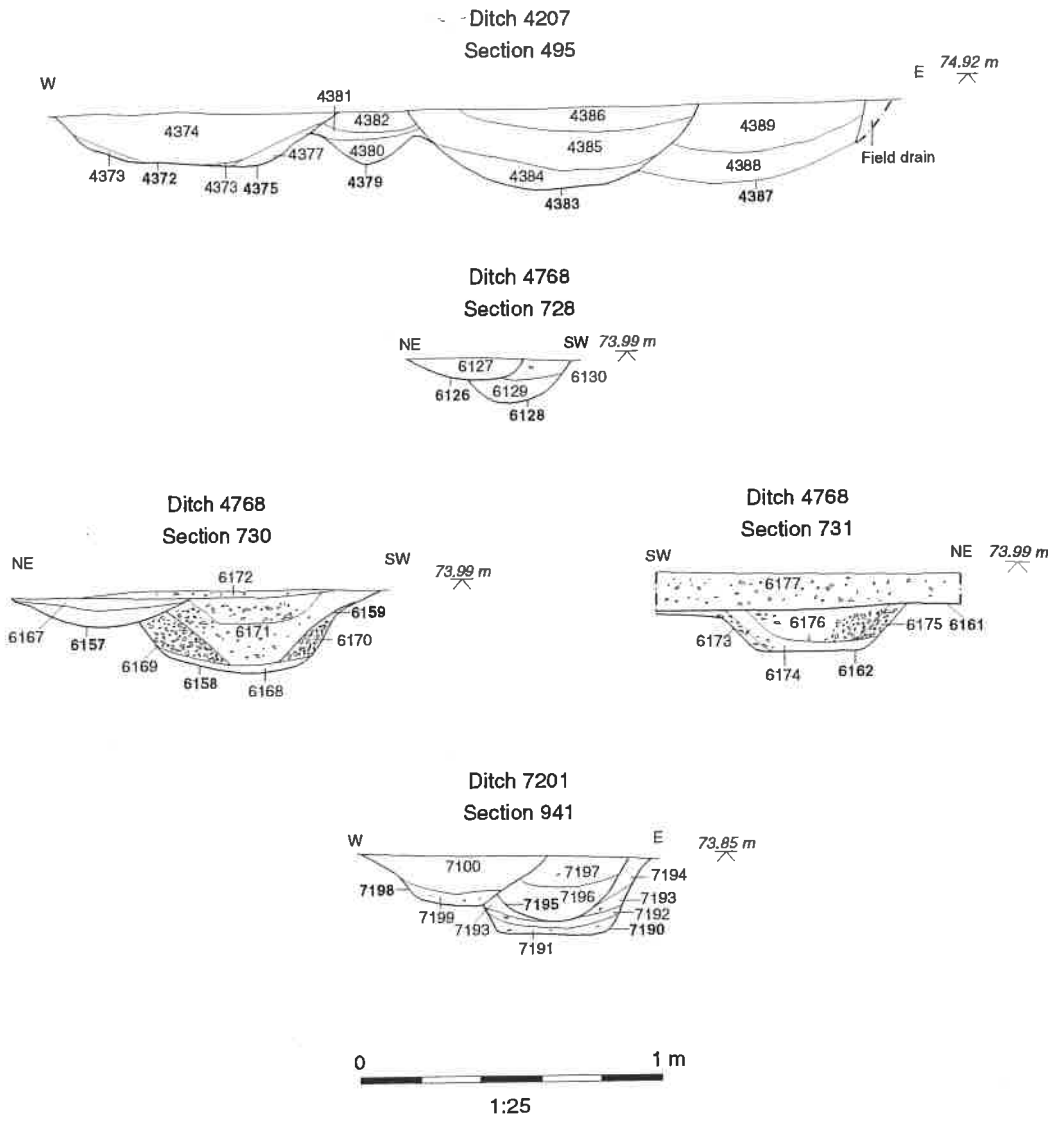 Ditch 4207
Section 495
W
E 74.92 m
4381
4382
4386
4374
4389
4380
4385
4377
4388
Field drain
4384
4373
4372
4373
4375
4379
4383
4387
Ditch 4768
Section 728
NE
SW 73.99 m
6127
6130
6126
6129
6128
Ditch 4768
Section 730
NE
SW
73.99 m
6172
6159
6171
6167
6157
6170
6169
6158
6168
Ditch 4768
Section 731
SW
NE 73.99 m
6177
6176
6175
6161
6173
6174
6162
Ditch 7201
Section 941
W
E
73.85 m
7100
7197
7194
7198
7196
7193
7195
7199
7192
7193
7190
7191
0
1 m
1:25